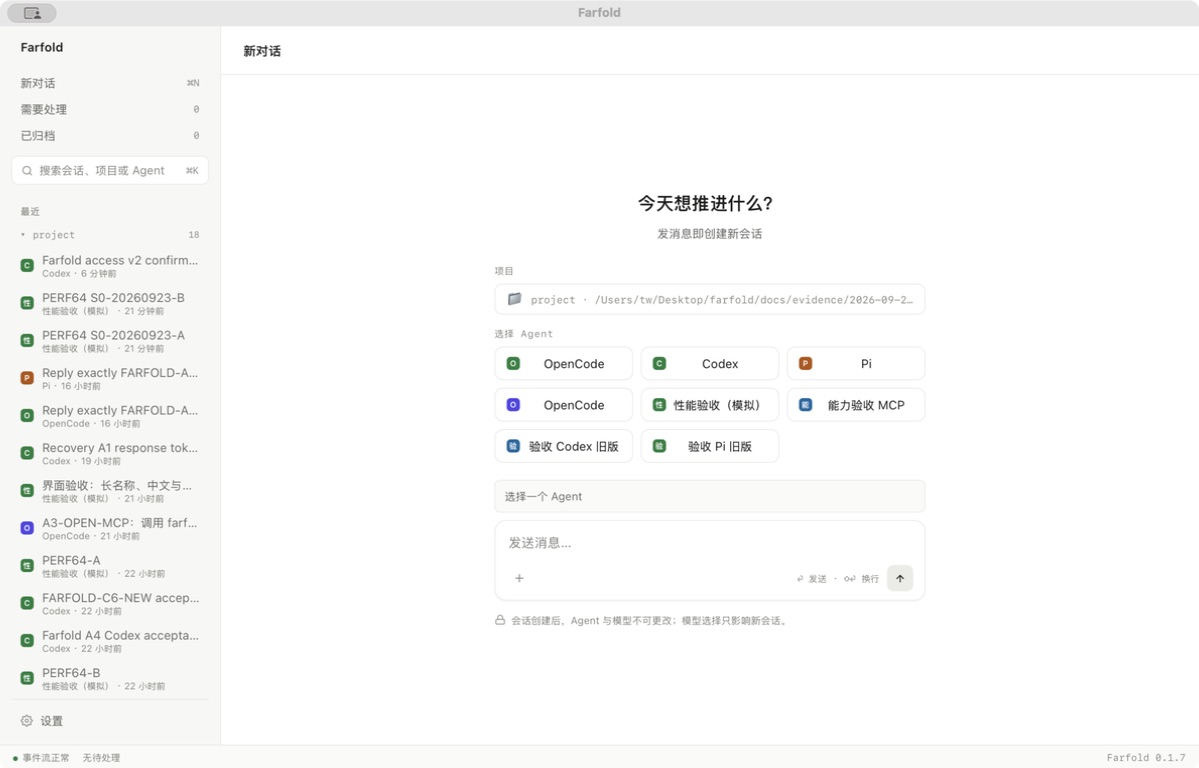 Farfold
Farfold
新对话 ⌘N
需要处理 0
已归档 0
搜索会话、项目或 Agent ⌘K
最近
project 18
C Farfold access v2 confirm...
Codex · 6 分钟前
性 PERF64 S0-20260923-B
性能验收（模拟） · 21 分钟前
性 PERF64 S0-20260923-A
性能验收（模拟） · 21 分钟前
P Reply exactly FARFOLD-A...
Pi · 16 小时前
O Reply exactly FARFOLD-A...
OpenCode · 16 小时前
C Recovery A1 response tok...
Codex · 19 小时前
性 界面验收：长名称、中文与...
性能验收（模拟） · 21 小时前
O A3-OPEN-MCP：调用 farf...
OpenCode · 21 小时前
性 PERF64-A
性能验收（模拟） · 22 小时前
C FARFOLD-C6-NEW accep...
Codex · 22 小时前
C Farfold A4 Codex accepta...
Codex · 22 小时前
性 PERF64-B
性能验收（模拟） · 22 小时前
设置
新对话
今天想推进什么?
发消息即创建新会话
项目
project · /Users/tw/Desktop/farfold/docs/evidence/2026-09-2…
选择 Agent
O OpenCode C Codex P Pi
O OpenCode 性 性能验收（模拟） 能 能力验收 MCP
验 验收 Codex 旧版 验 验收 Pi 旧版
选择一个 Agent
发送消息...
+ 发送 · 换行
会话创建后，Agent 与模型不可更改；模型选择只影响新会话。
事件流正常 无待处理 Farfold 0.1.7